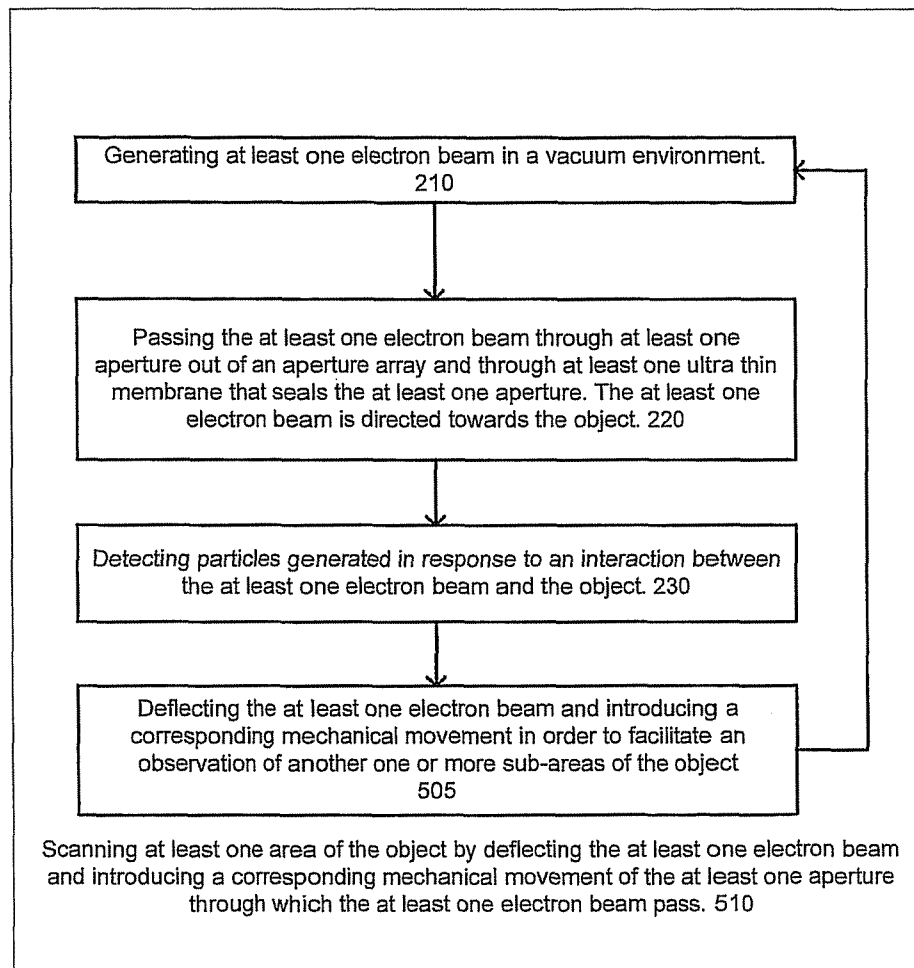 Generating at least one electron beam in a vacuum environment.
210
Passing the at least one electron beam through at least one
aperture out of an aperture array and through at least one ultra thin
membrane that seals the at least one aperture. The at least one
electron beam is directed towards the object. 220
Detecting particles generated in response to an interaction between
the at least one electron beam and the object. 230
Deflecting the at least one electron beam and introducing a
corresponding mechanical movement in order to facilitate an
observation of another one or more sub-areas of the object
505
Scanning at least one area of the object by deflecting the at least one electron beam
and introducing a corresponding mechanical movement of the at least one aperture
through which the at least one electron beam pass. 510